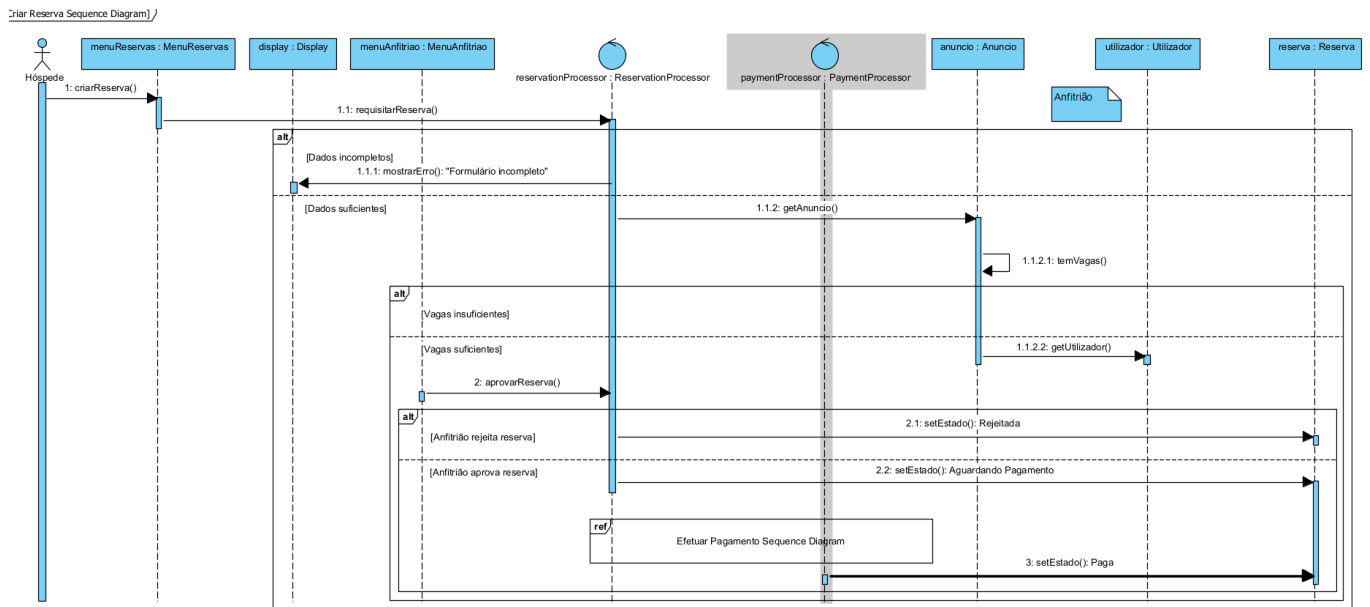 Criar Reserva Sequence Diagram]
menuReservas : MenuReservas
display : Display
menuAnfitriao : MenuAnfitriao
anuncio : Anuncio
utilizador : Utilizador
reserva : Reserva
Hóspede
reservationProcessor : ReservationProcessor
paymentProcessor : PaymentProcessor
1: criarReserva()
Anfitrião
1.1: requisitarReserva()
alt
[Dados incompletos]
1.1.1: mostrarErro(): "Formulário incompleto"
[Dados suficientes]
1.1.2: getAnuncio()
1.1.2.1: temVagas()
alt
[Vagas insuficientes]
[Vagas suficientes]
1.1.2.2: getUtilizador()
2: aprovarReserva()
alt
2.1: setEstado(): Rejeitada
[Anfitrião rejeita reserva]
[Anfitrião aprova reserva]
2.2: setEstado(): Aguardando Pagamento
ref
Efetuar Pagamento Sequence Diagram
3: setEstado(): Paga